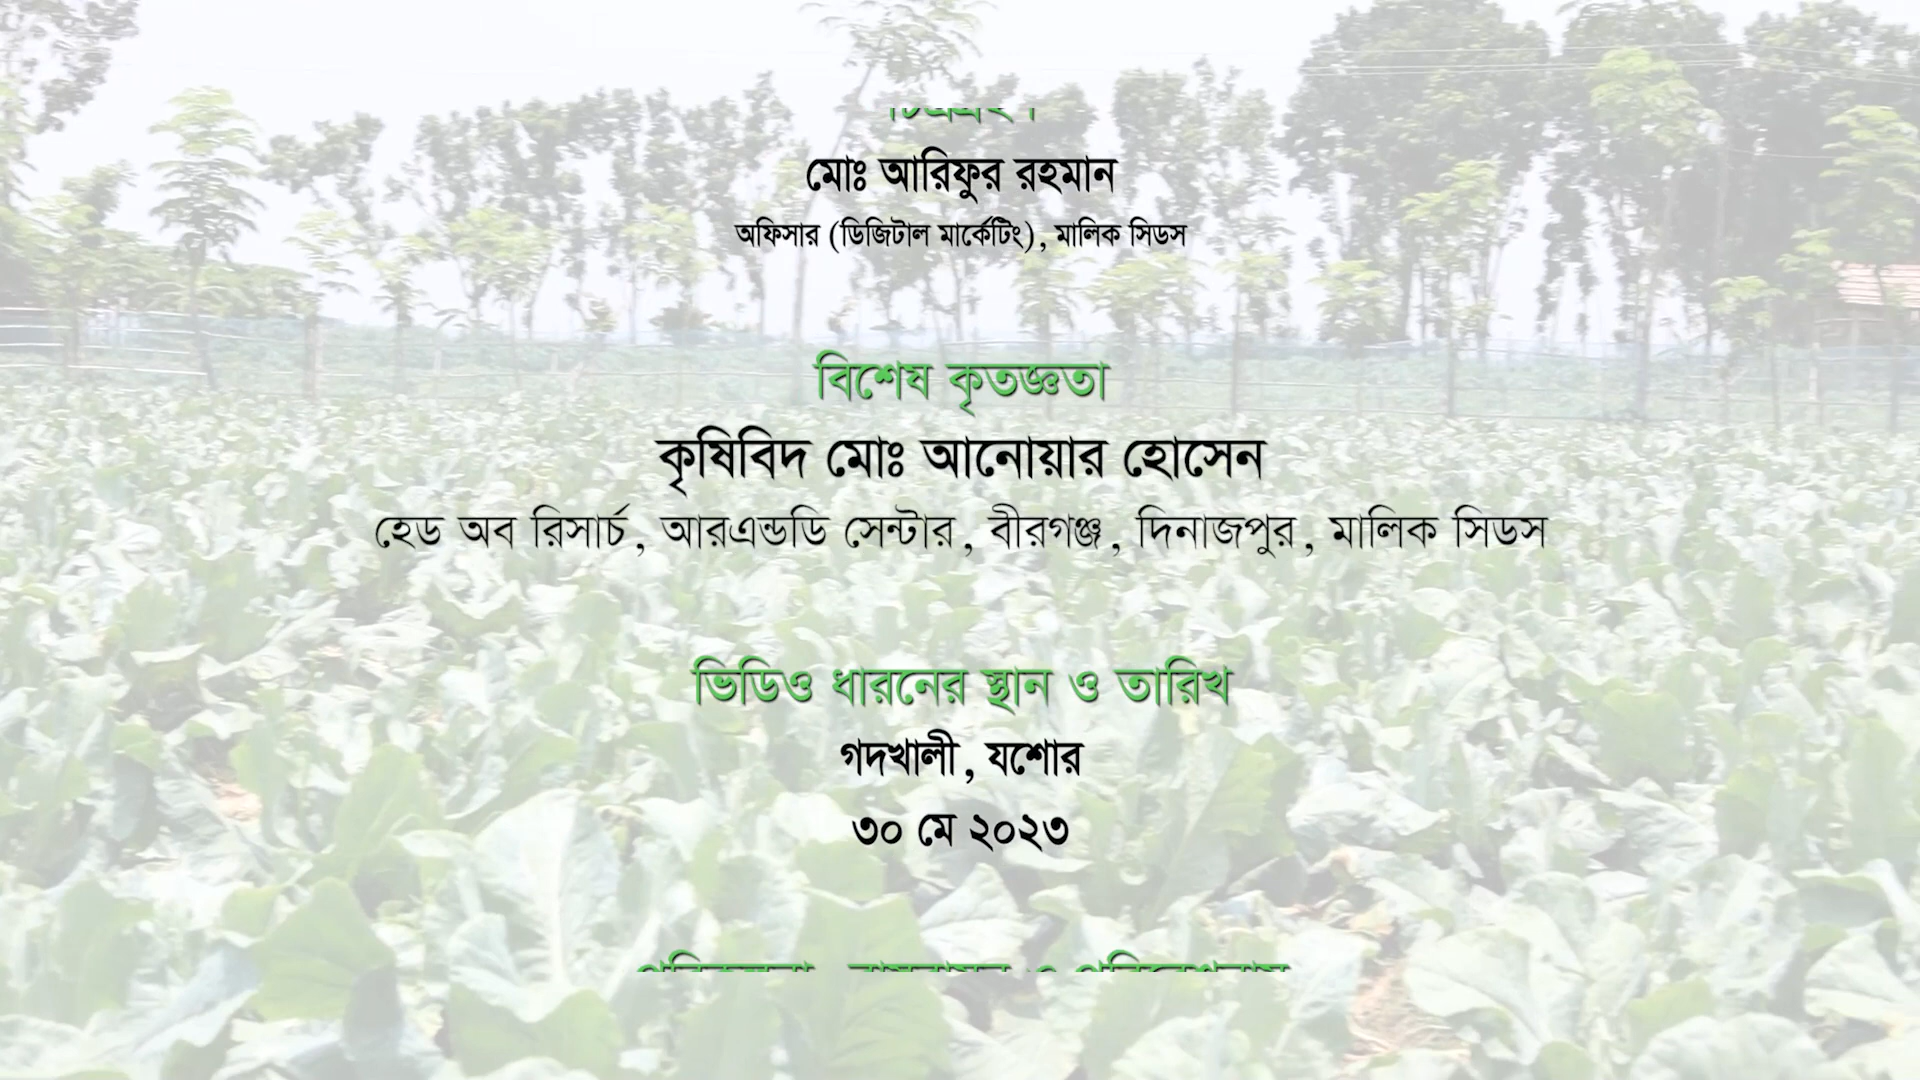 মোঃ আরিফুর রহমান
অফিসার (ডিজিটাল মার্কেটিং), মালিক সিডস
বিশেষ কৃতজ্ঞতা
কৃষিবিদ মোঃ আনোয়ার হোসেন
হেড অব রিসার্চ, আরএন্ডডি সেন্টার, বীরগঞ্জ, দিনাজপুর, মালিক সিডস
ভিডিও ধারনের স্থান ও তারিখ
গদখালী, যশোর
৩০ মে ২০২৩